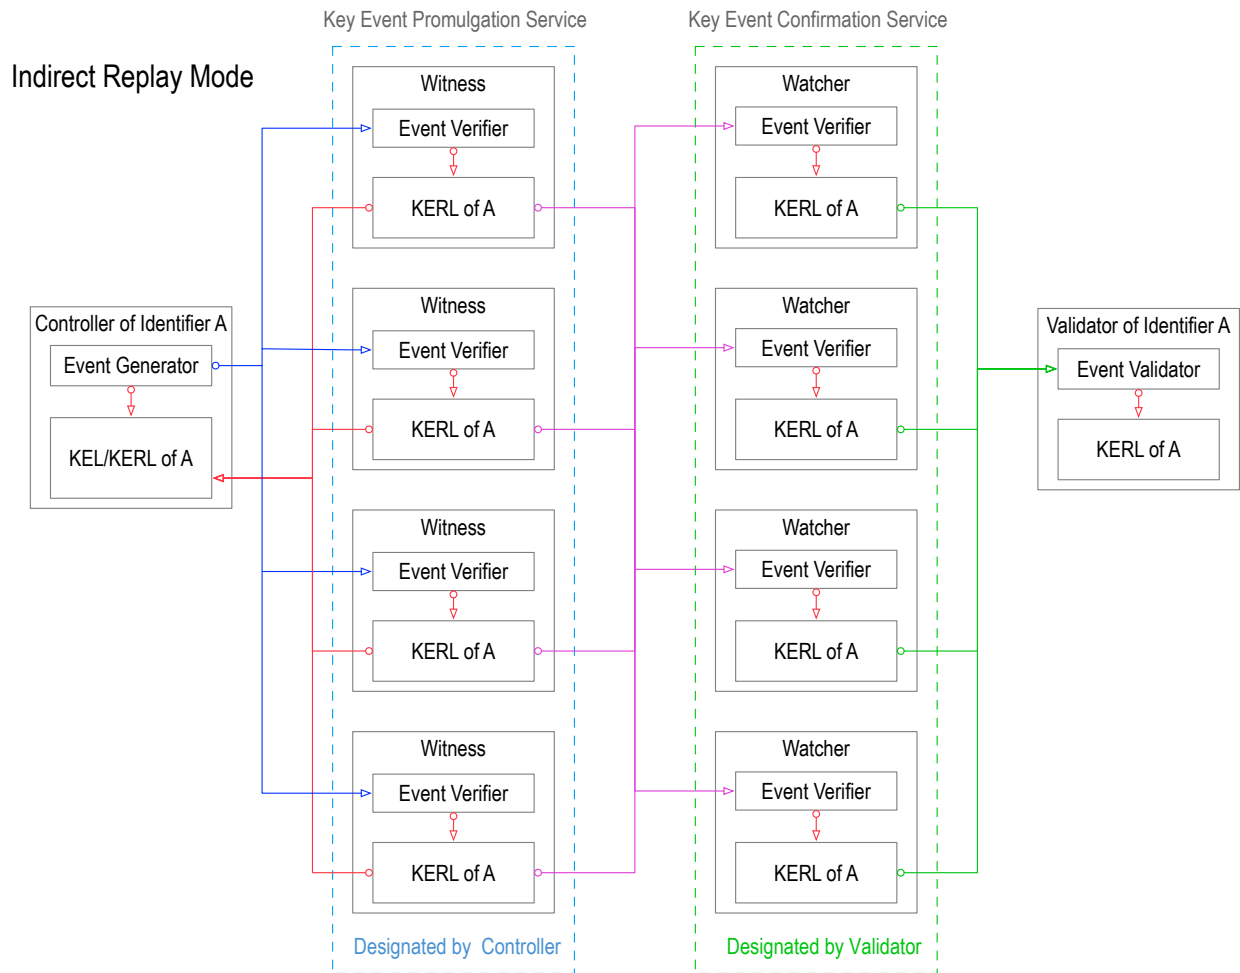 Key Event Promulgation Service
Key Event Confirmation Service
Indirect Replay Mode
Controller of Identifier A
Event Generator
KEL/KERL of A
Witness
Event Verifier
KERL of A
Witness
Event Verifier
KERL of A
Witness
Event Verifier
KERL of A
Witness
Event Verifier
KERL of A
Designated by Controller
Watcher
Event Verifier
KERL of A
Watcher
Event Verifier
KERL of A
Watcher
Event Verifier
KERL of A
Watcher
Event Verifier
KERL of A
Designated by Validator
Validator of Identifier A
Event Validator
KERL of A